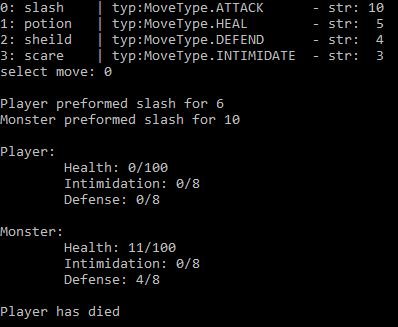 0: slash    | typ:MoveType.ATTACK      - str: 10
1: potion   | typ:MoveType.HEAL        - str:  5
2: sheild   | typ:MoveType.DEFEND      - str:  4
3: scare    | typ:MoveType.INTIMIDATE  - str:  3
select move: 0
Player preformed slash for 6
Monster preformed slash for 10
Player:
Health: 0/100
Intimidation: 0/8
Defense: 0/8
Monster:
Health: 11/100
Intimidation: 0/8
Defense: 4/8
Player has died